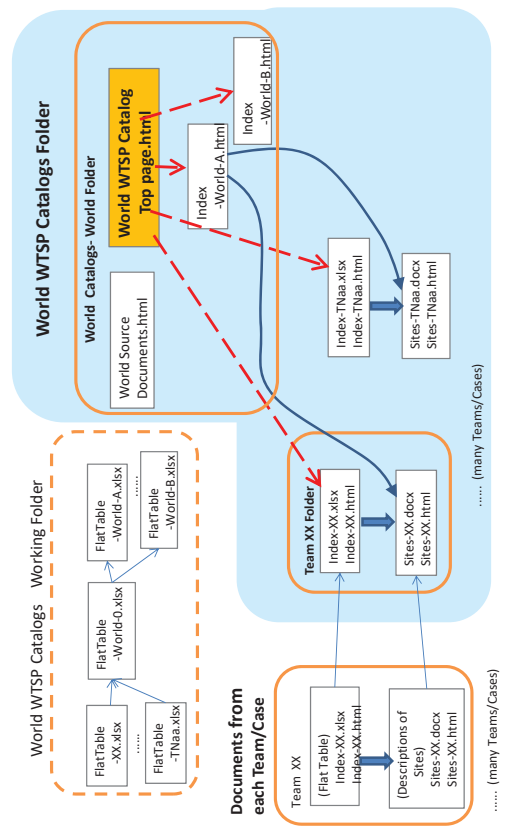 World WTSP Catalogs   Working Folder
FlatTable
-XX.xlsx
......
FlatTable
-TNaa.xlsx
FlatTable
-World-O.xlsx
FlatTable
-World-A.xlsx
......
FlatTable
-World-B.xlsx
World WTSP Catalogs Folder
World Catalogs- World Folder
World Source
Documents.html
World WTSP Catalog
Top page.html
Index
-World-A.html
Index
-World-B.html
Documents from
each Team/Case
Team XX
(Flat Table)
Index-XX.xlsx
Index-XX.html
(Descriptions of
Sites)
Sites-XX.docx
Sites-XX.html
...... (many Teams/Cases)
Team XX Folder
Index-XX.xlsx
Index-XX.html
Sites-XX.docx
Sites-XX.html
Index-TNaa.xlsx
Index-TNaa.html
Sites-TNaa.docx
Sites-TNaa.html
...... (many Teams/Cases)